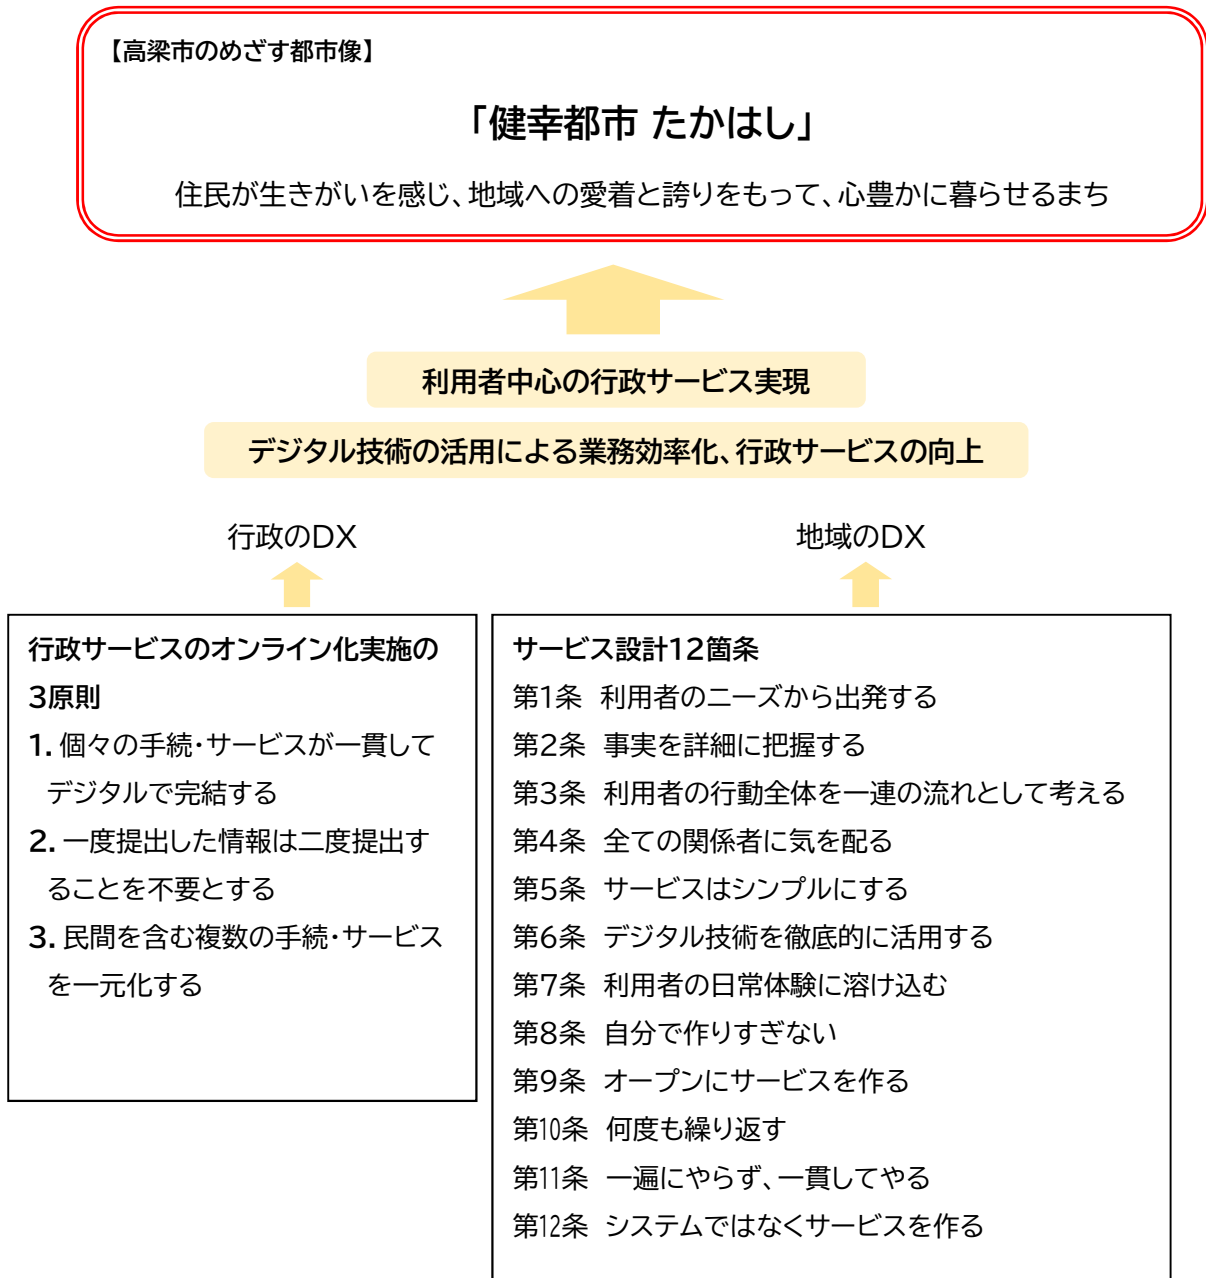 【高梁市のめざす都市像】
「健幸都市 たかはし」
住民が生きがいを感じ、地域への愛着と誇りをもって、心豊かに暮らせるまち
利用者中心の行政サービス実現
デジタル技術の活用による業務効率化、行政サービスの向上
行政のDX
地域のDX
行政サービスのオンライン化実施の
3原則
1. 個々の手続・サービスが一貫して
デジタルで完結する
2. 一度提出した情報は二度提出す
ることを不要とする
3. 民間を含む複数の手続・サービス
を一元化する
サービス設計12箇条
第1条 利用者のニーズから出発する
第2条 事実を詳細に把握する
第3条 利用者の行動全体を一連の流れとして考える
第4条 全ての関係者に気を配る
第5条 サービスはシンプルにする
第6条 デジタル技術を徹底的に活用する
第7条 利用者の日常体験に溶け込む
第8条 自分で作りすぎない
第9条 オープンにサービスを作る
第10条 何度も繰り返す
第11条 一遍にやらず、一貫してやる
第12条 システムではなくサービスを作る